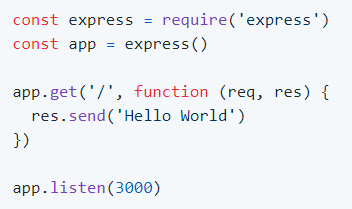 const express = require('express')
const app = express()

app.get('/', function (req, res) {
  res.send('Hello World')
})

app.listen(3000)